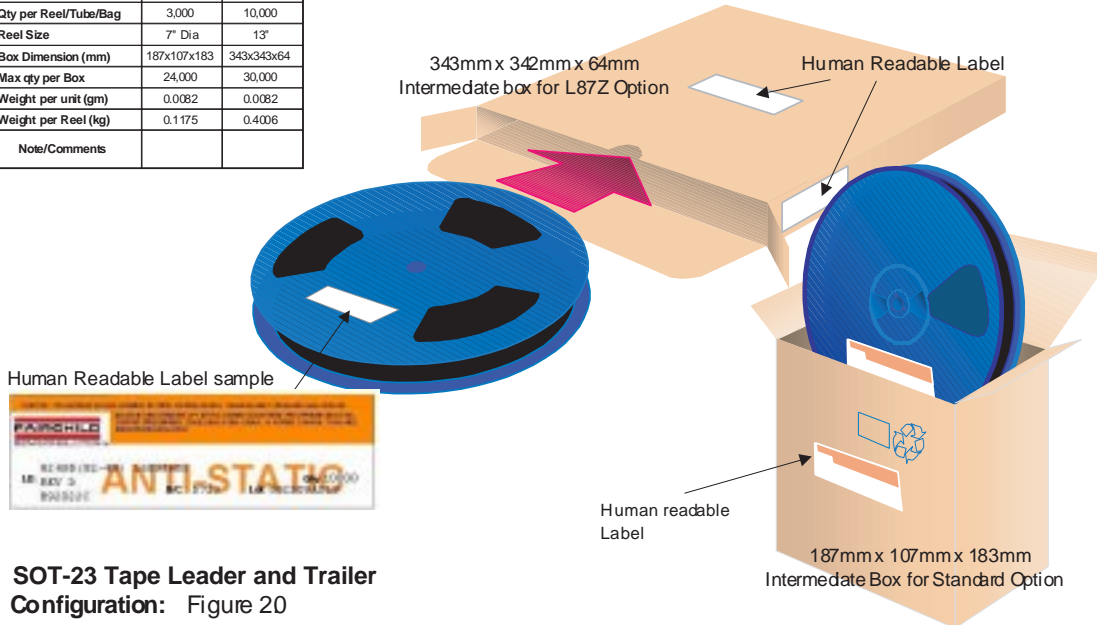 Qty per Reel/Tube/Bag 3,000 10,000
Reel Size 7" Dia 13"
Box Dimension (mm) 187x107x183 343x343x64
Max qty per Box 24,000 30,000
Weight per unit (gm) 0.0082 0.0082
Weight per Reel (kg) 0.1175 0.4006
Note/Comments
343mm x 342mm x 64mm
Intermediate box for L87Z Option
Human Readable Label
Human Readable Label sample
FAIRCHILD
ANTI-STATIC
Human readable
Label
187mm x 107mm x 183mm
Intermediate Box for Standard Option
SOT-23 Tape Leader and Trailer
Configuration: Figure 2.0